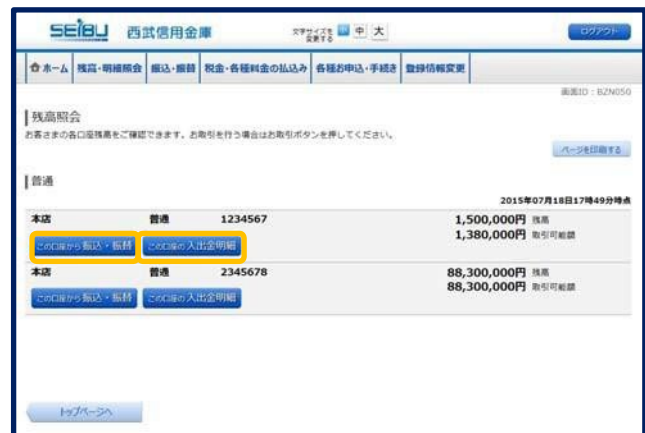 SEIBU 西武信用金庫 文字サイズを変更する 中 大 ログアウト
ホーム 残高・明細照会 振込・振替 税金・各種料金の払込み 各種お申込・手続き 登録情報変更
画面ID：BZN050
残高照会
お客さまの各口座残高をご確認できます。お取引を行う場合はお取引ボタンを押してください。
ページを印刷する
普通
2015年07月18日17時49分時点
本店 普通 1234567 1,500,000円 残高
1,380,000円 取引可能額
この口座から振込・振替 この口座の入出金明細
本店 普通 2345678 88,300,000円 残高
88,300,000円 取引可能額
この口座から振込・振替 この口座の入出金明細
トップページへ